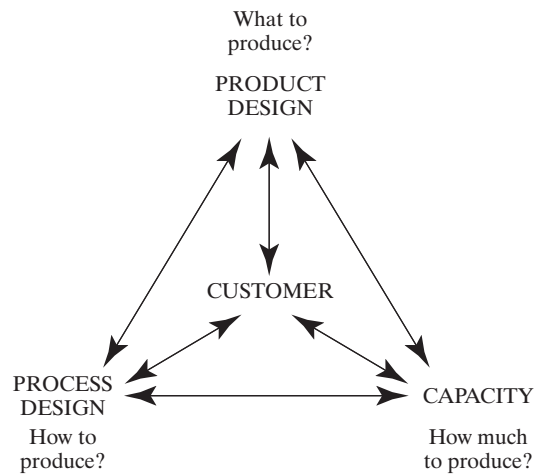 What to
produce?
PRODUCT
DESIGN
CUSTOMER
PROCESS
DESIGN
How to
produce?
CAPACITY
How much
to produce?